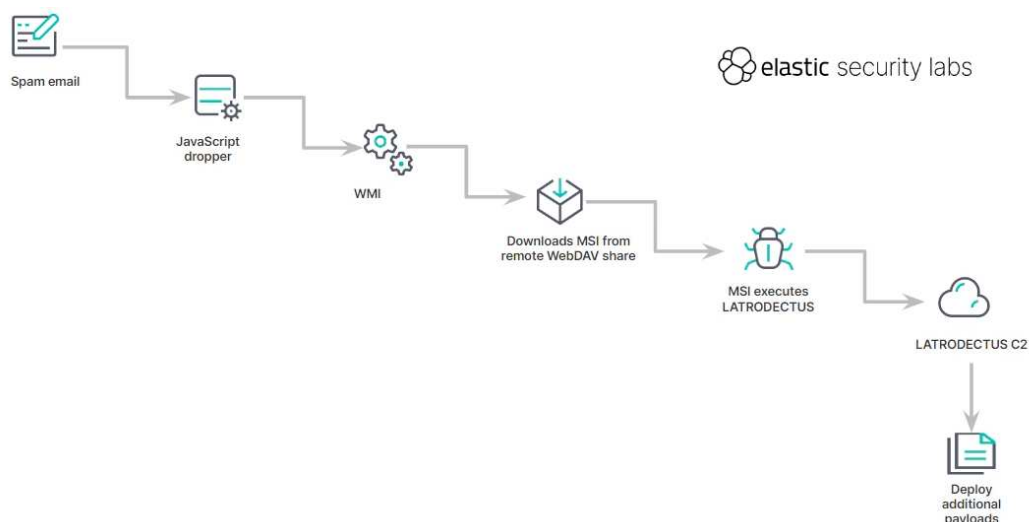 Spam email
elastic security labs
JavaScript
dropper
WMI
Downloads MSI from
remote WebDAV share
MSI executes
LATRODECTUS
LATRODECTUS C2
Deploy
additional
payloads